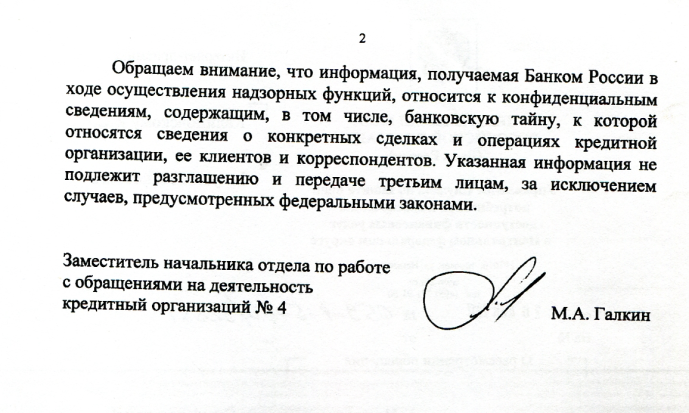 2
Обращаем внимание, что информация, получаемая Банком России в
ходе осуществления надзорных функций, относится к конфиденциальным
сведениям, содержащим, в том числе, банковскую тайну, к которой
относятся сведения о конкретных сделках и операциях кредитной
организации, ее клиентов и корреспондентов. Указанная информация не
подлежит разглашению и передаче третьим лицам, за исключением
случаев, предусмотренных федеральными законами.
Заместитель начальника отдела по работе
с обращениями на деятельность
кредитный организаций № 4
М.А. Галкин